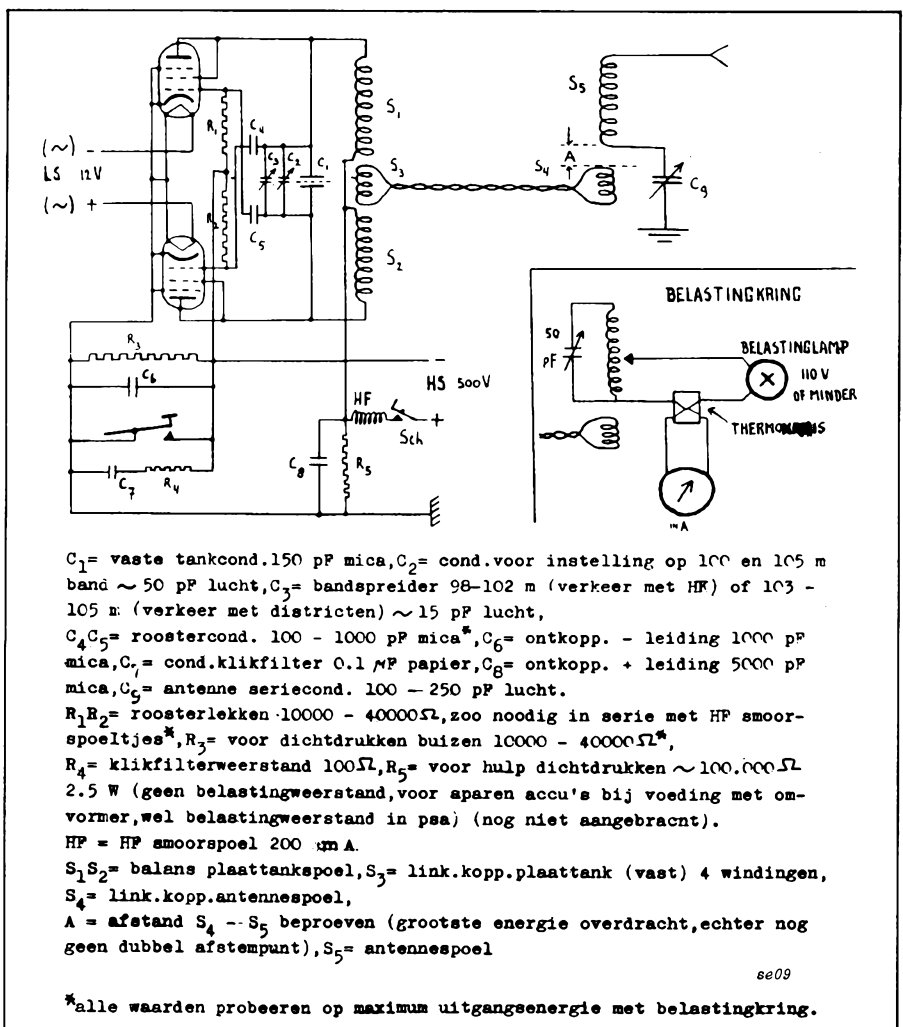 R₁
R₂
C₄
C₃
C₂
C₁
C₅
S₁
S₃
S₂
S₄
S₅
A
C₉
(~) -
LS 12V
(~) +
R₃
C₆
C₇
R₄
C₈
R₅
HF
Sch
-
HS 500V
+
BELASTINGKRING
50
pF
BELASTINGLAMP
110 V
OF MINDER
mA
C₁= vaste tankcond.150 pF mica,C₂= cond.voor instelling op 100 en 105 m
band ~ 50 pF lucht,C₃= bandspreider 98-102 m (verkeer met HK) of 103 -
105 m (verkeer met districten) ~ 15 pF lucht,
C₄C₅= roostercond. 100 - 1000 pF mica*,C₆= ontkopp. - leiding 1000 pF
mica,C₇= cond.klikfilter 0.1 µF papier,C₈= ontkopp. + leiding 5000 pF
mica,C₉= antenne seriecond. 100 - 250 pF lucht.
R₁R₂= roosterlekken 10000 - 40000Ω,zoo noodig in serie met HF smoor-
spoeltjes*,R₃= voor dichtdrukken buizen 10000 - 40000Ω*,
R₄= klikfilterweerstand 100Ω,R₅= voor hulp dichtdrukken ~ 100.000Ω
2.5 W (geen belastingweerstand,voor aparen accu's bij voeding met om-
vormer,wel belastingweerstand in psa) (nog niet aangebracnt).
HF = HF smoorspoel 200 mA.
S₁S₂= balans plaattankspoel,S₃= link.kopp.plaattank (vast) 4 windingen,
S₄= link.kopp.antennespoel,
A = afstand S₄ -- S₅ beproeven (grootste energie overdracht,echter nog
geen dubbel afstempunt),S₅= antennespoel
se09
*alle waarden probeeren op maximum uitgangsenergie met belastingkring.